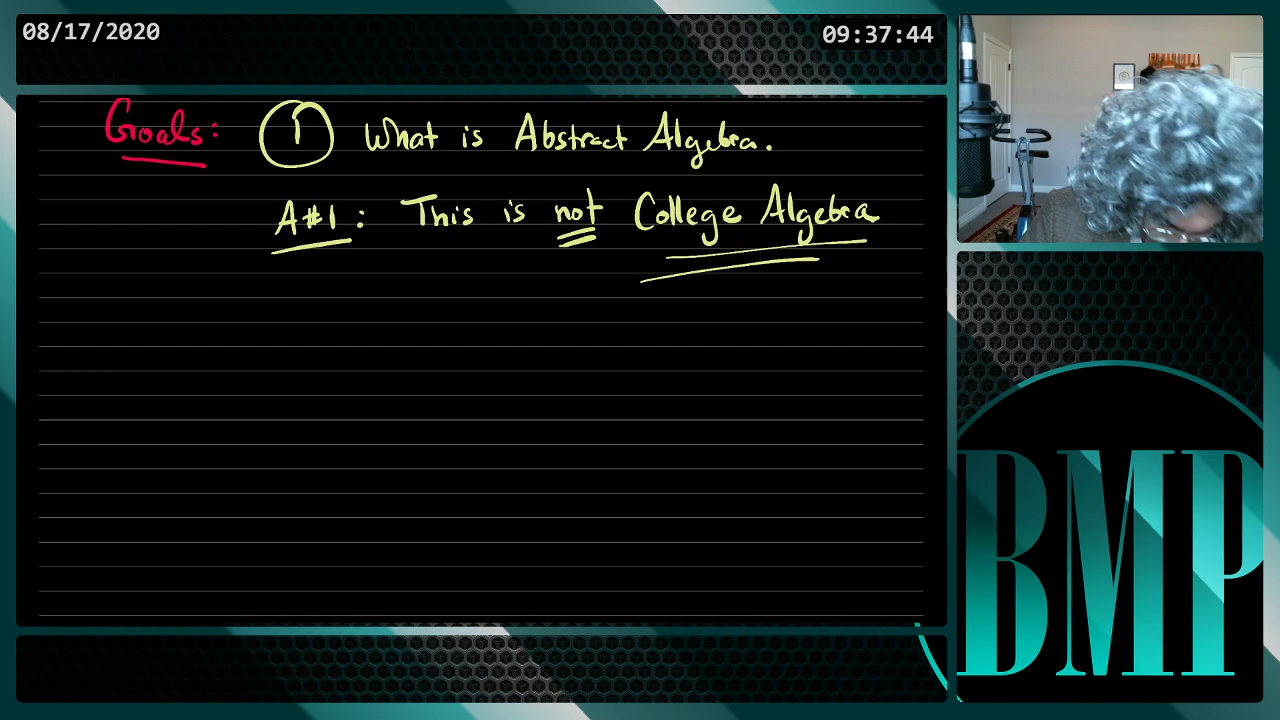 08/17/2020
09:37:44
Goals: ① What is Abstract Algebra.
A#1: This is not College Algebra
BMP